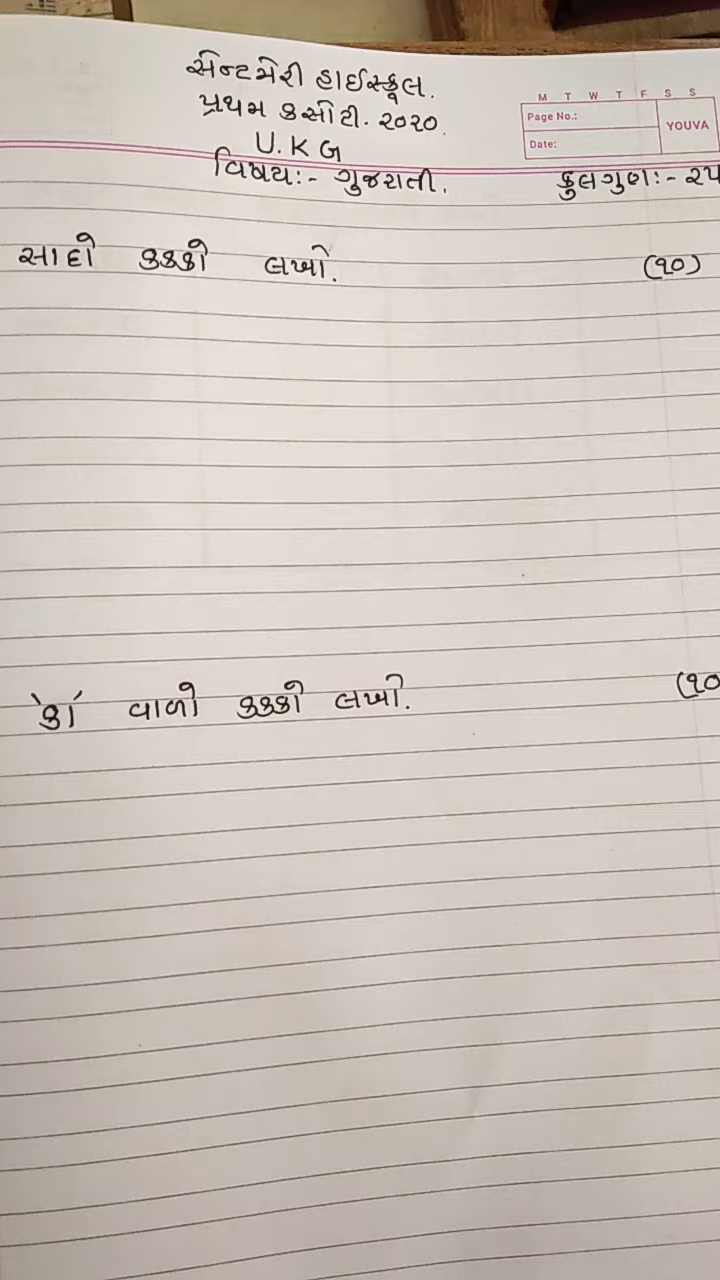 સેન્ટમેરી હાઈસ્કૂલ.
પ્રથમ કસોટી. ૨૦૨૦.
M T W T F S S
Page No.:
YOUVA
Date:
U.KG
વિષય:- ગુજરાતી.
કુલગુણ:- ૨૫
સાદો કક્કો લખો. (૧૦)
'કા' વાળો કક્કો લખો. (૧૦